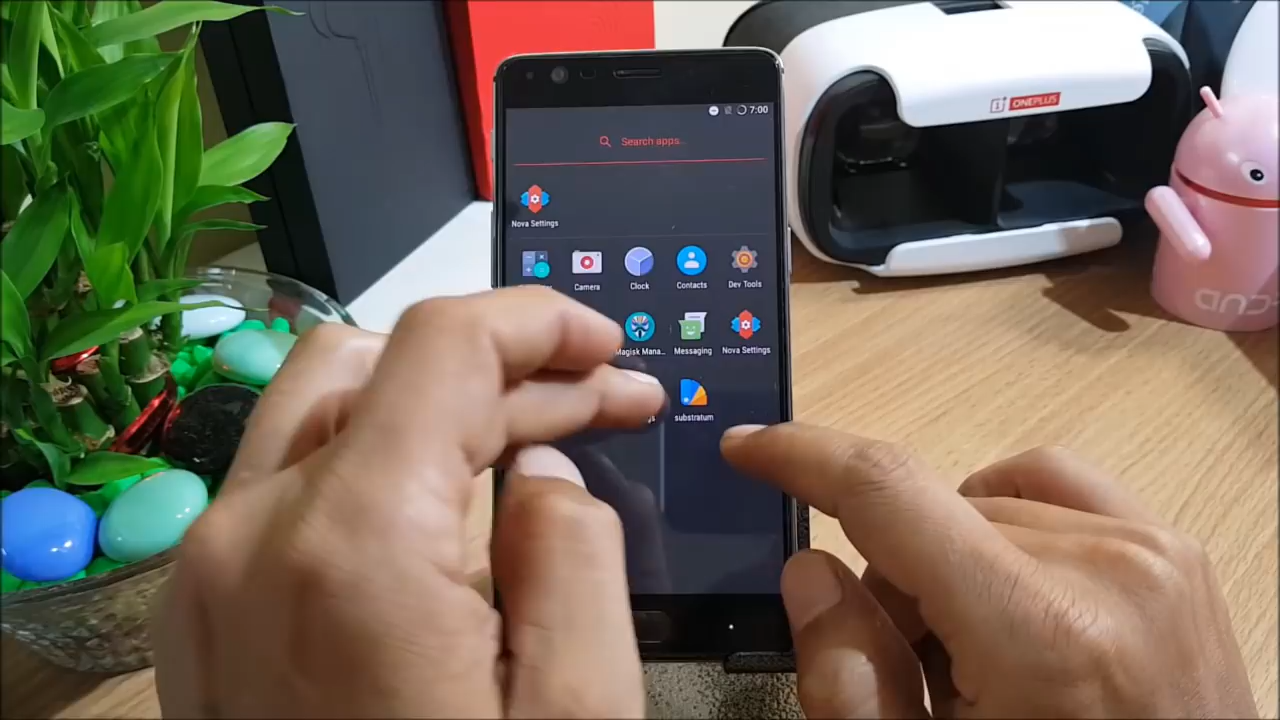 7:00
Search apps..
Nova Settings
Camera
Clock
Contacts
Dev Tools
Magisk Mana...
Messaging
Nova Settings
substratum
ONEPLUS